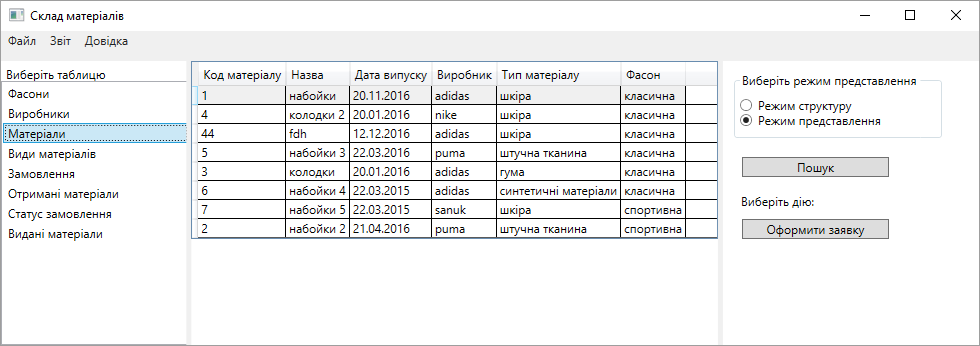 Склад матеріалів
Файл Звіт Довідка
Виберіть таблицю
Фасони
Виробники
Матеріали
Види матеріалів
Замовлення
Отримані матеріали
Статус замовлення
Видані матеріали
Код матеріалу Назва Дата випуску Виробник Тип матеріалу Фасон
1 набойки 20.11.2016 adidas шкіра класична
4 колодки 2 20.01.2016 nike шкіра класична
44 fdh 12.12.2016 adidas шкіра класична
5 набойки 3 22.03.2016 puma штучна тканина класична
3 колодки 20.01.2016 adidas гума класична
6 набойки 4 22.03.2015 adidas синтетичні матеріали класична
7 набойки 5 22.03.2015 sanuk шкіра спортивна
2 набойки 2 21.04.2016 puma штучна тканина спортивна
Виберіть режим представлення
Режим структуру
Режим представлення
Пошук
Виберіть дію:
Оформити заявку